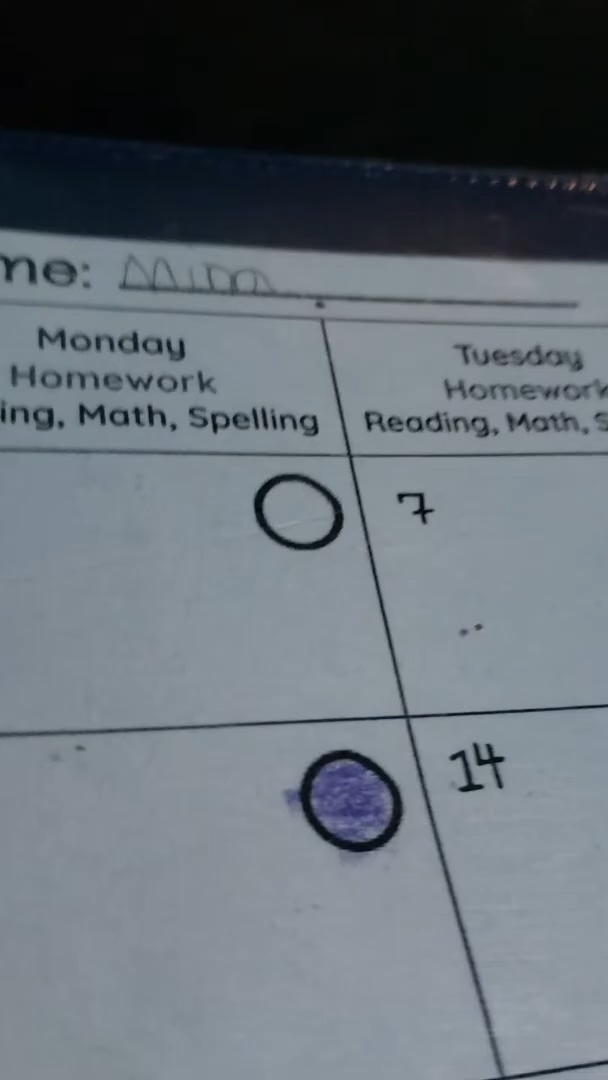 me:
Monday
Homework
ing, Math, Spelling
Tuesday
Homework
Reading, Math, S
7
14